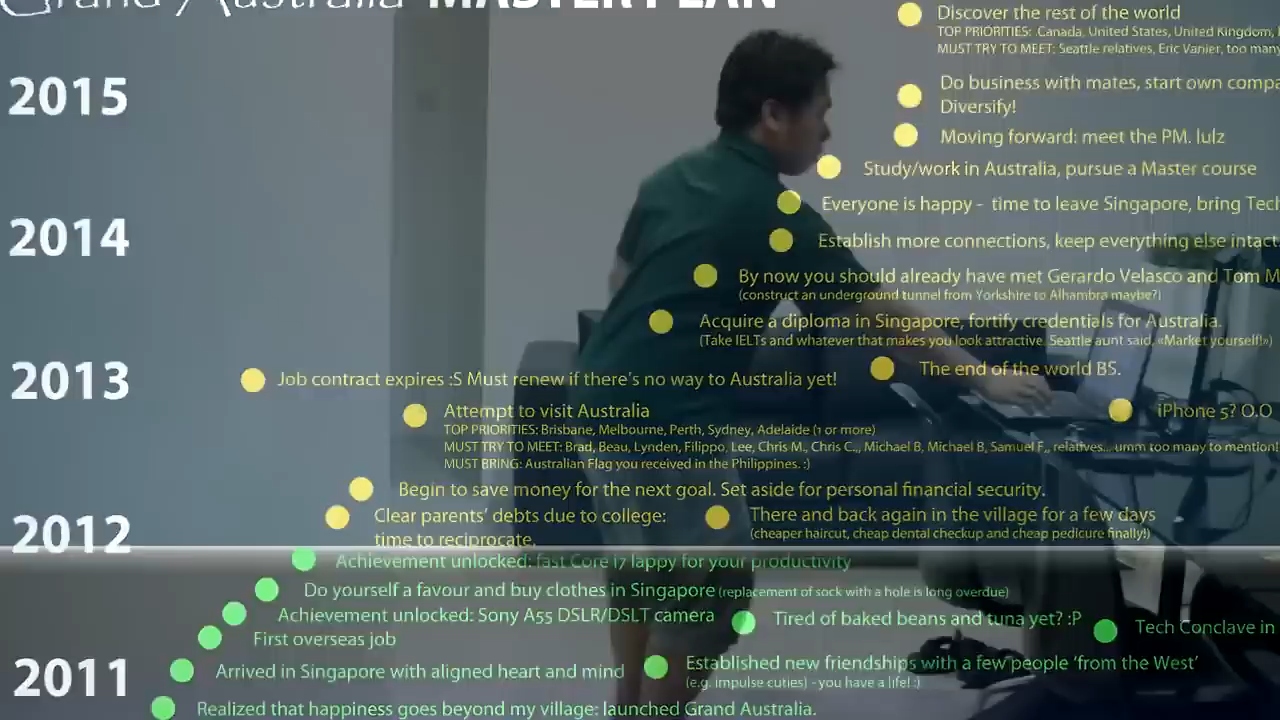 Grand Australia MASTER PLAN
Discover the rest of the world
TOP PRIORITIES: Canada, United States, United Kingdom,
MUST TRY TO MEET: Seattle relatives, Eric Vanier, too many
2015
Do business with mates, start own compa
Diversify!
Moving forward: meet the PM. lulz
Study/work in Australia, pursue a Master course
Everyone is happy - time to leave Singapore, bring Tech
2014
Establish more connections, keep everything else intact
By now you should already have met Gerardo Velasco and Tom M
(construct an underground tunnel from Yorkshire to Alhambra maybe?)
Acquire a diploma in Singapore, fortify credentials for Australia.
(Take IELTs and whatever that makes you look attractive. Seattle aunt said, «Market yourself!»)
The end of the world BS.
2013
Job contract expires :S Must renew if there's no way to Australia yet!
iPhone 5? O.O
Attempt to visit Australia
TOP PRIORITIES: Brisbane, Melbourne, Perth, Sydney, Adelaide (1 or more)
MUST TRY TO MEET: Brad, Beau, Lynden, Filippo, Lee, Chris M., Chris C.,, Michael B, Michael B, Samuel F,, relatives... umm too many to mention!
MUST BRING: Australian Flag you received in the Philippines. :)
Begin to save money for the next goal. Set aside for personal financial security.
2012
Clear parents' debts due to college:
time to reciprocate.
There and back again in the village for a few days
(cheaper haircut, cheap dental checkup and cheap pedicure finally!)
Achievement unlocked: fast Core i7 lappy for your productivity
Do yourself a favour and buy clothes in Singapore (replacement of sock with a hole is long overdue)
Achievement unlocked: Sony A55 DSLR/DSLT camera
Tired of baked beans and tuna yet? :P
Tech Conclave in
First overseas job
2011
Arrived in Singapore with aligned heart and mind
Established new friendships with a few people 'from the West'
(e.g. impulse cuties) - you have a life! :)
Realized that happiness goes beyond my village: launched Grand Australia.